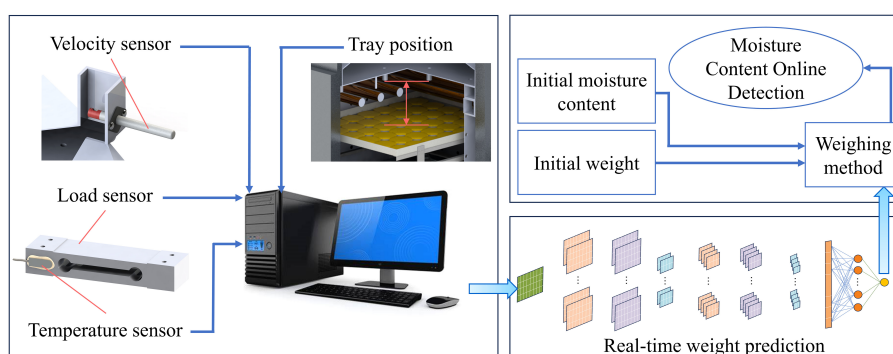 Velocity sensor
Tray position
Load sensor
Temperature sensor
Initial moisture
content
Initial weight
Moisture
Content Online
Detection
Weighing
method
Real-time weight prediction